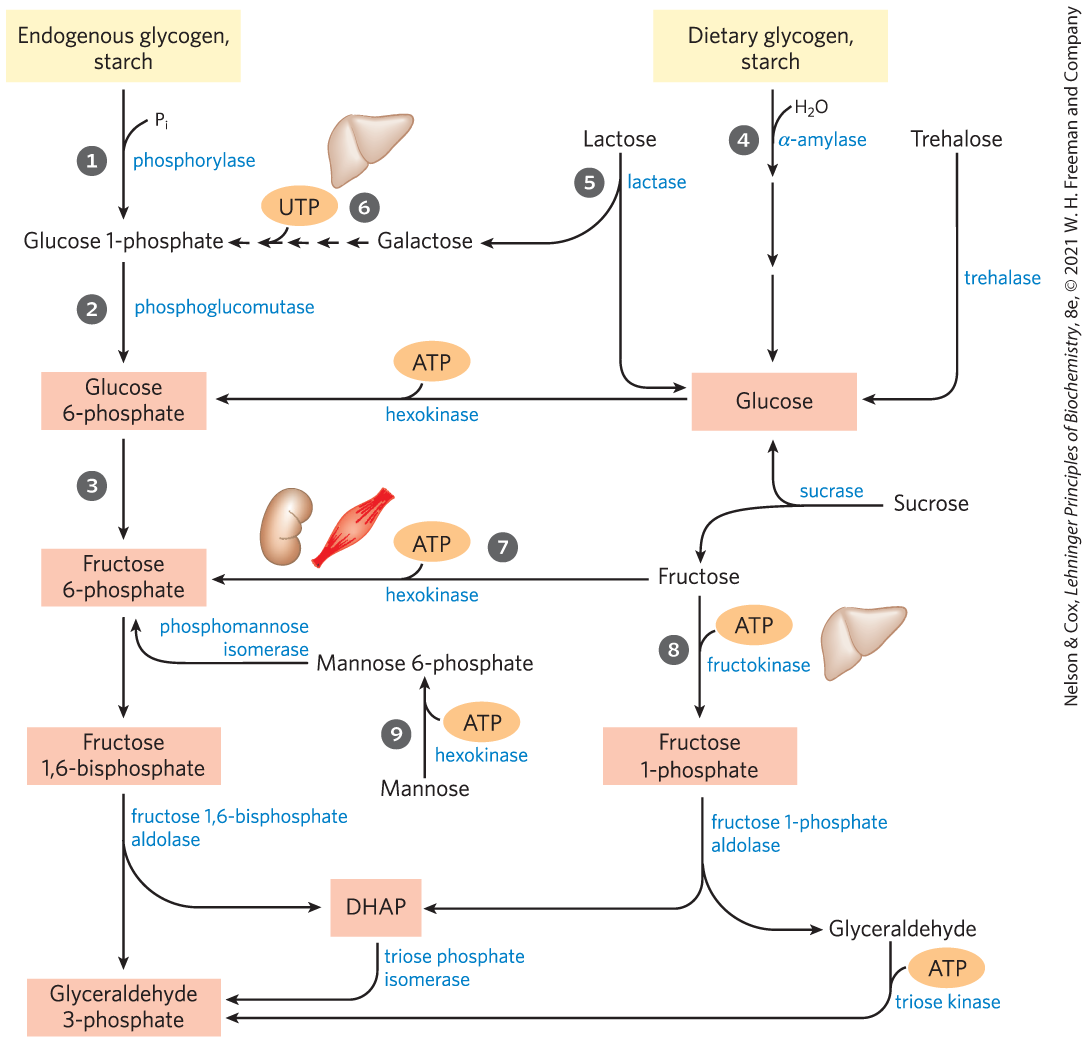 Endogenous glycogen,
starch
Dietary glycogen,
starch
Pi
1
phosphorylase
H2O
4
α-amylase
Lactose
5
lactase
Trehalose
UTP
6
Glucose 1-phosphate
Galactose
trehalase
2
phosphoglucomutase
ATP
Glucose
6-phosphate
hexokinase
Glucose
3
sucrase
Sucrose
ATP
7
Fructose
6-phosphate
hexokinase
Fructose
phosphomannose
isomerase
Mannose 6-phosphate
8
ATP
fructokinase
9
ATP
hexokinase
Mannose
Fructose
1,6-bisphosphate
Fructose
1-phosphate
fructose 1,6-bisphosphate
aldolase
fructose 1-phosphate
aldolase
DHAP
Glyceraldehyde
triose phosphate
isomerase
ATP
triose kinase
Glyceraldehyde
3-phosphate
Nelson & Cox, Lehninger Principles of Biochemistry, 8e, © 2021 W. H. Freeman and Company